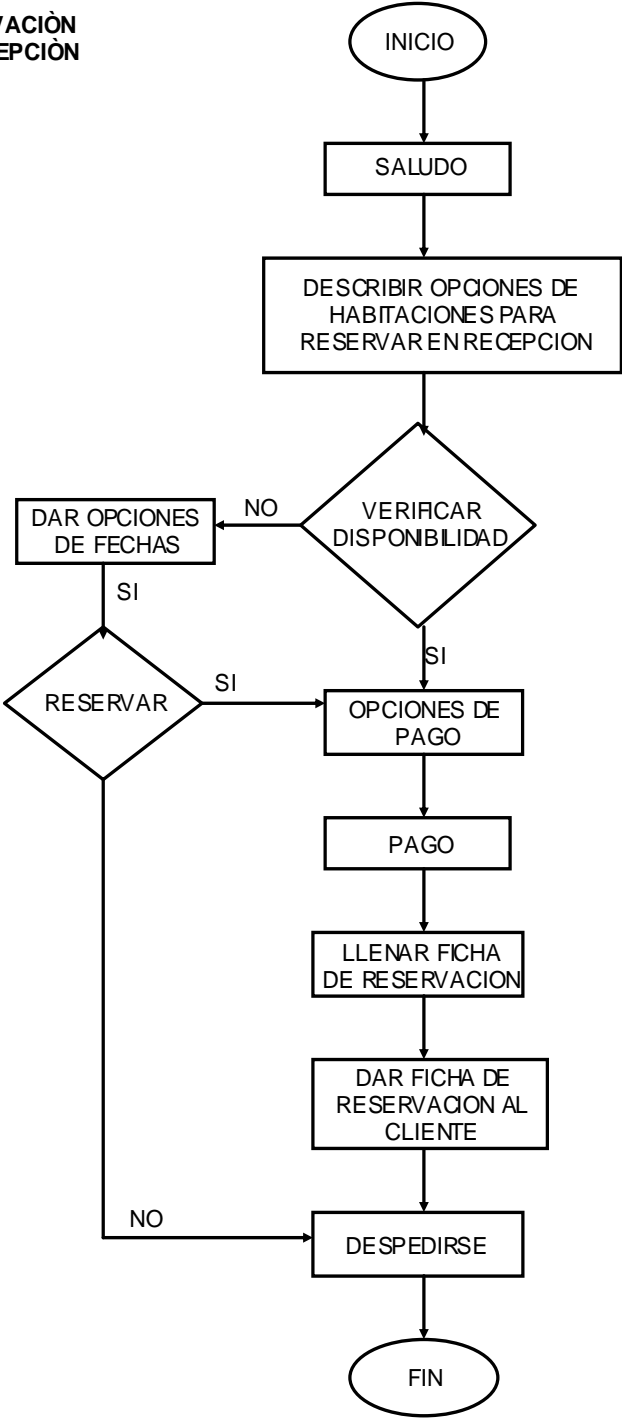 VACIÒN
EPCIÒN
INICIO
SALUDO
DESCRIBIR OPCIONES DE
HABITACIONES PARA
RESERVAR EN RECEPCION
VERIFICAR
DISPONIBILIDAD
NO
DAR OPCIONES
DE FECHAS
SI
RESERVAR
SI
SI
OPCIONES DE
PAGO
PAGO
LLENAR FICHA
DE RESERVACION
DAR FICHA DE
RESERVACION AL
CLIENTE
NO
DESPEDIRSE
FIN